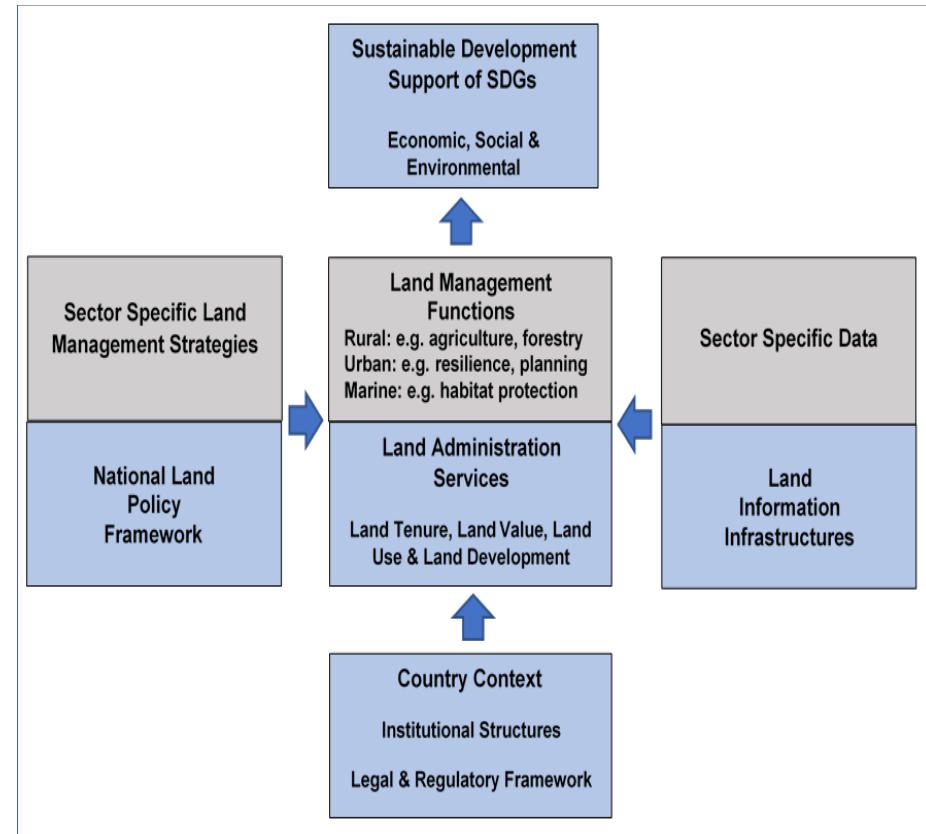 Sustainable Development
Support of SDGs
Economic, Social &
Environmental
Sector Specific Land
Management Strategies
National Land
Policy
Framework
Land Management
Functions
Rural: e.g. agriculture, forestry
Urban: e.g. resilience, planning
Marine: e.g. habitat protection
Land Administration
Services
Land Tenure, Land Value, Land
Use & Land Development
Sector Specific Data
Land
Information
Infrastructures
Country Context
Institutional Structures
Legal & Regulatory Framework